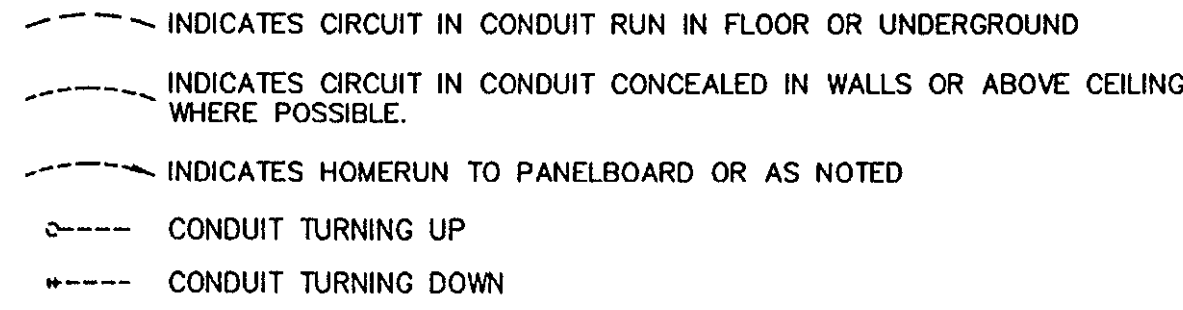 INDICATES CIRCUIT IN CONDUIT RUN IN FLOOR OR UNDERGROUND
INDICATES CIRCUIT IN CONDUIT CONCEALED IN WALLS OR ABOVE CEILING
WHERE POSSIBLE.
INDICATES HOMERUN TO PANELBOARD OR AS NOTED
CONDUIT TURNING UP
CONDUIT TURNING DOWN